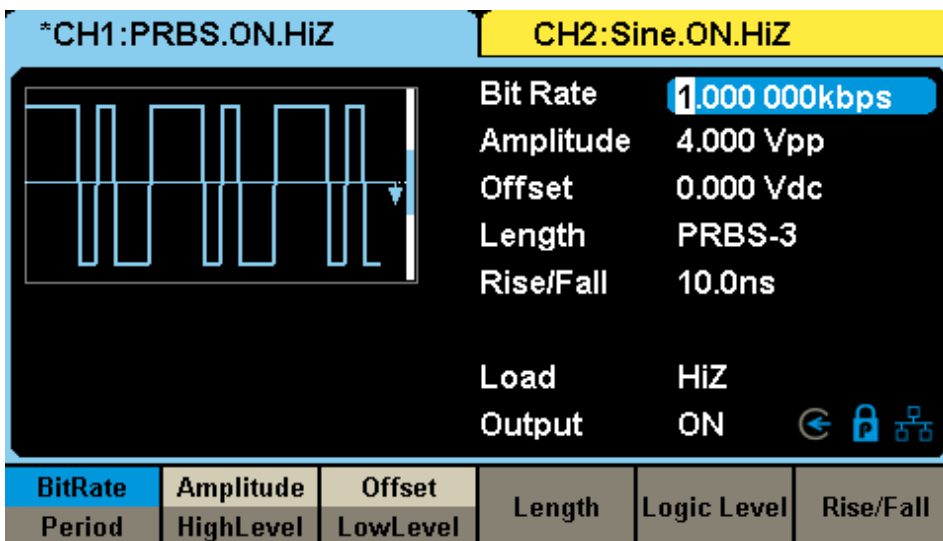 *CH1:PRBS.ON.HiZ CH2:Sine.ON.HiZ
Bit Rate 1.000 000kbps
Amplitude 4.000 Vpp
Offset 0.000 Vdc
Length PRBS-3
Rise/Fall 10.0ns
Load HiZ
Output ON P
BitRate Amplitude Offset Length Logic Level Rise/Fall
Period HighLevel LowLevel